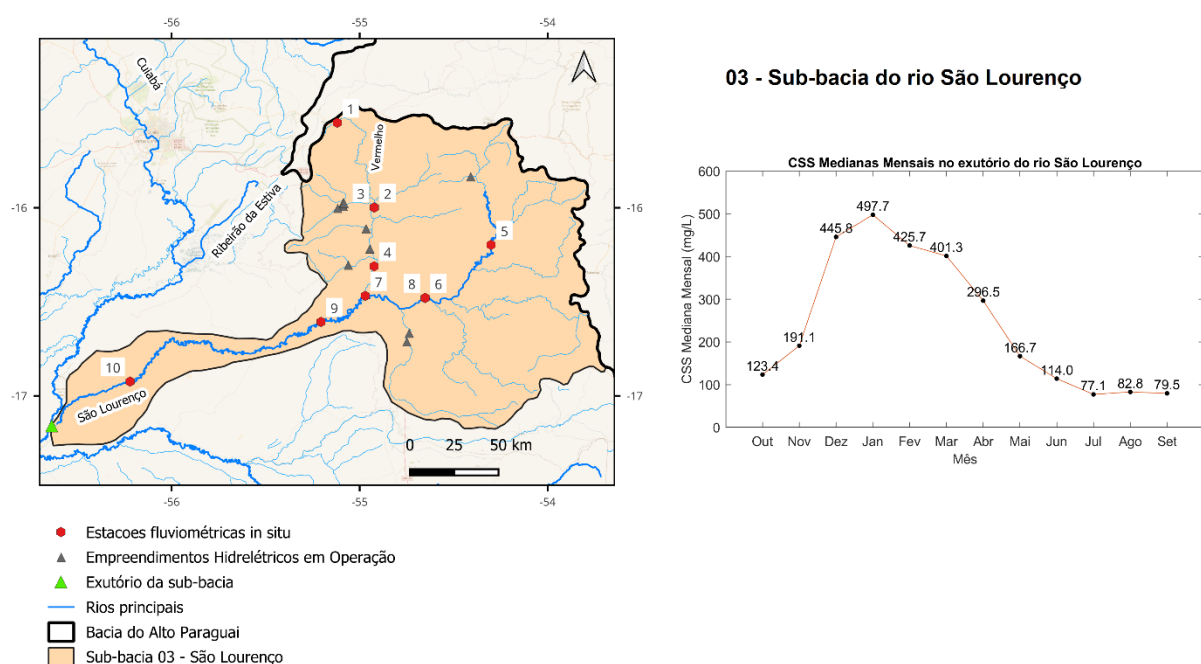 -56
-55
-54
Cuiabá
1
Vermelho
3
2
-16
-16
Ribeirão da Estiva
5
4
7
8
6
9
10
São Lourenço
-17
-17
0 25 50 km
-56
-55
-54
Estacoes fluviométricas in situ
Empreendimentos Hidrelétricos em Operação
Exutório da sub-bacia
Rios principais
Bacia do Alto Paraguai
Sub-bacia 03 - São Lourenço
03 - Sub-bacia do rio São Lourenço
CSS Medianas Mensais no exutório do rio São Lourenço
CSS Mediana Mensal (mg/L)
600
500
400
300
200
100
0
123.4
191.1
445.8
497.7
425.7
401.3
296.5
166.7
114.0
77.1
82.8
79.5
Out Nov Dez Jan Fev Mar Abr Mai Jun Jul Ago Set
Mês